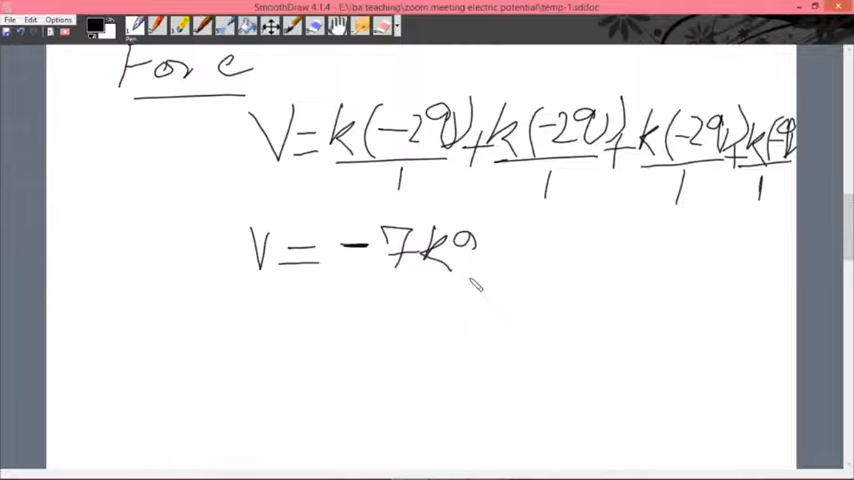 SmoothDraw 4.1.4 - E:\ba teaching\zoom meeting electric potential\temp-1.sddoc
File Edit Options
Pen
For c
V = k(-2q)/1 + k(-2q)/1 + k(-2q)/1 + k(-q)/1
V = -7kq